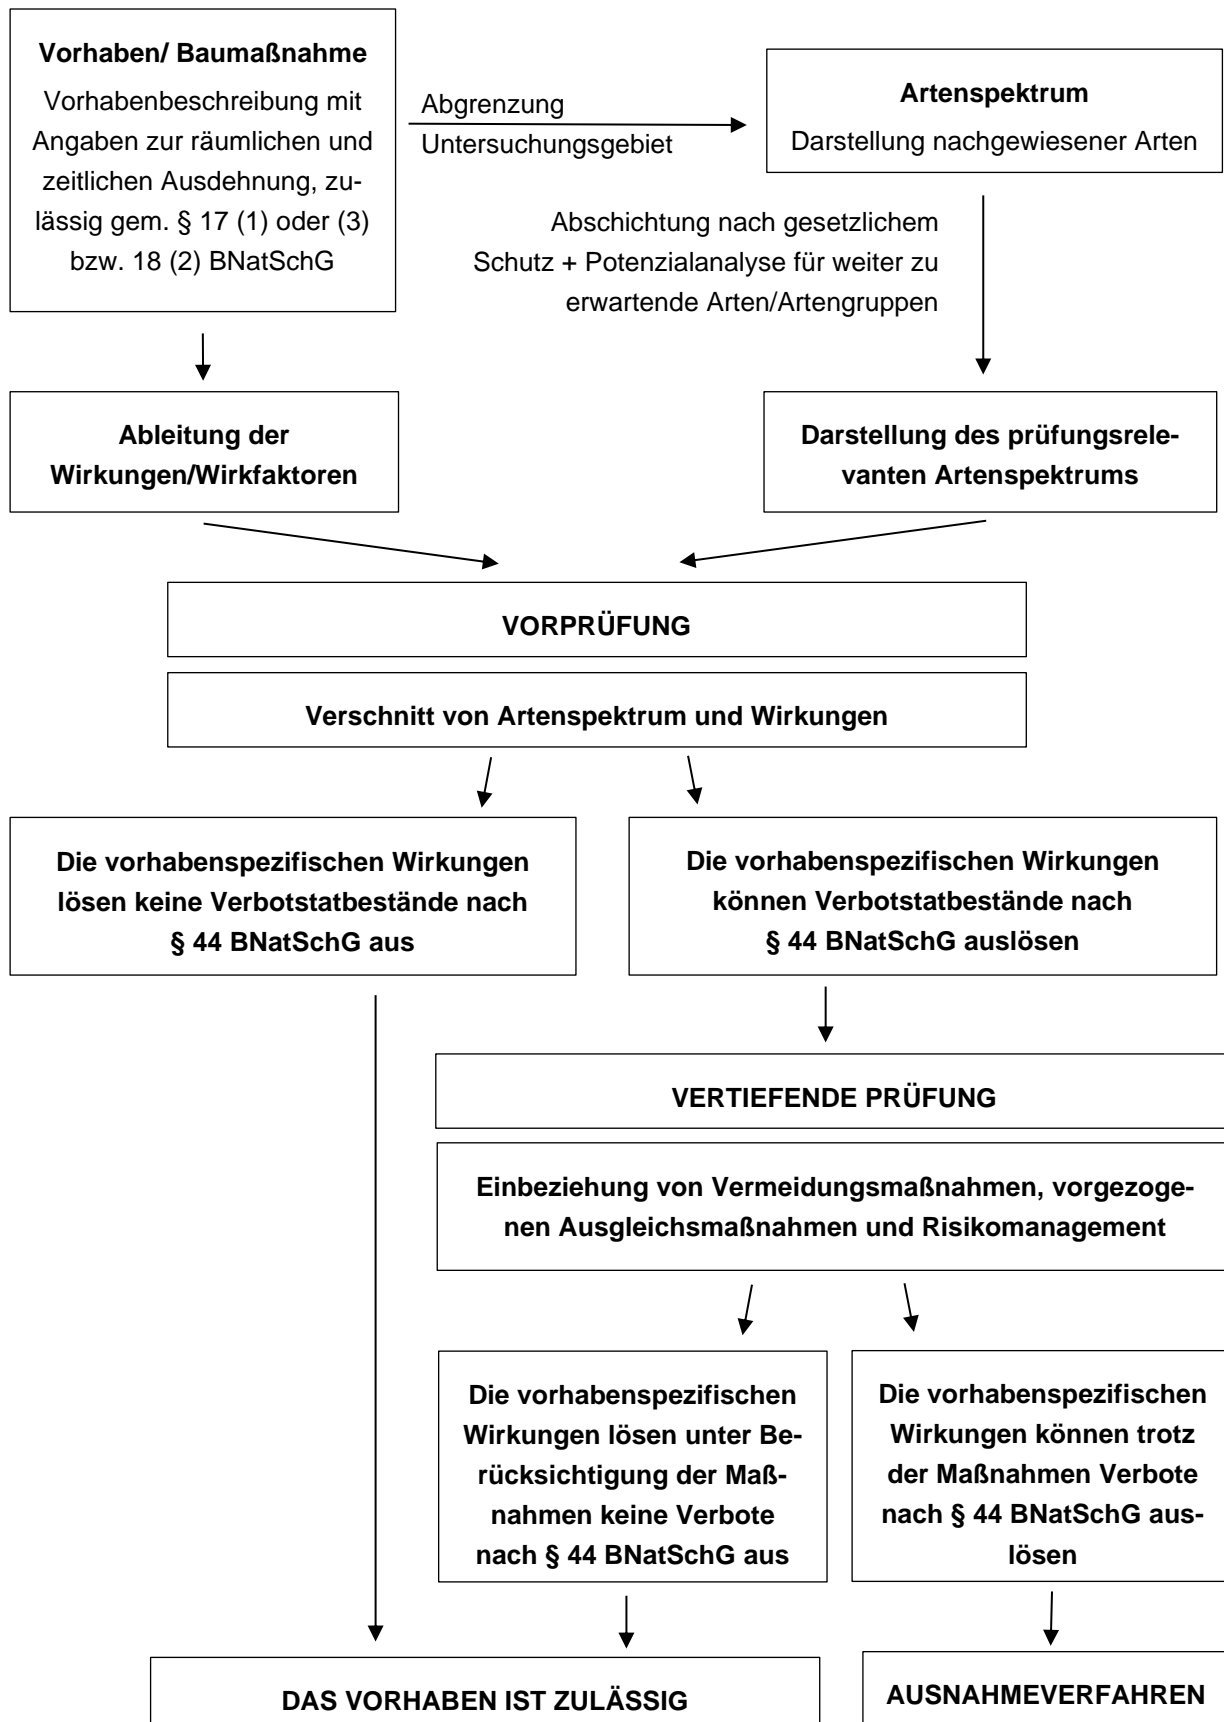 Vorhaben/ Baumaßnahme
Vorhabenbeschreibung mit
Angaben zur räumlichen und
zeitlichen Ausdehnung, zu-
lässig gem. § 17 (1) oder (3)
bzw. 18 (2) BNatSchG
Abgrenzung
Untersuchungsgebiet
Artenspektrum
Darstellung nachgewiesener Arten
Abschichtung nach gesetzlichem
Schutz + Potenzialanalyse für weiter zu
erwartende Arten/Artengruppen
Ableitung der
Wirkungen/Wirkfaktoren
Darstellung des prüfungsrele-
vanten Artenspektrums
VORPRÜFUNG
Verschnitt von Artenspektrum und Wirkungen
Die vorhabenspezifischen Wirkungen
lösen keine Verbotstatbestände nach
§ 44 BNatSchG aus
Die vorhabenspezifischen Wirkungen
können Verbotstatbestände nach
§ 44 BNatSchG auslösen
VERTIEFENDE PRÜFUNG
Einbeziehung von Vermeidungsmaßnahmen, vorgezoge-
nen Ausgleichsmaßnahmen und Risikomanagement
Die vorhabenspezifischen
Wirkungen lösen unter Be-
rücksichtigung der Maß-
nahmen keine Verbote
nach § 44 BNatSchG aus
Die vorhabenspezifischen
Wirkungen können trotz
der Maßnahmen Verbote
nach § 44 BNatSchG aus-
lösen
DAS VORHABEN IST ZULÄSSIG
AUSNAHMEVERFAHREN